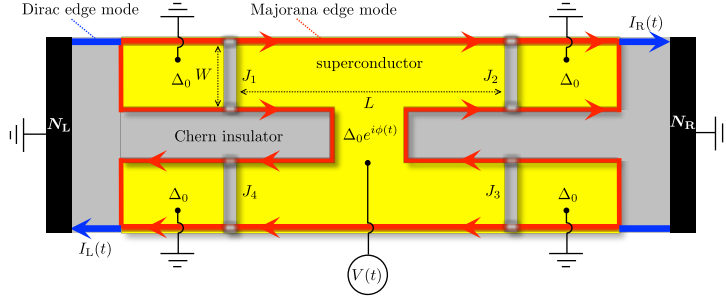 Dirac edge mode
Majorana edge mode
I_R(t)
Δ_0
W
J_1
superconductor
J_2
Δ_0
L
N_L
Chern insulator
Δ_0 e^{iϕ(t)}
N_R
Δ_0
J_4
J_3
Δ_0
I_L(t)
V(t)